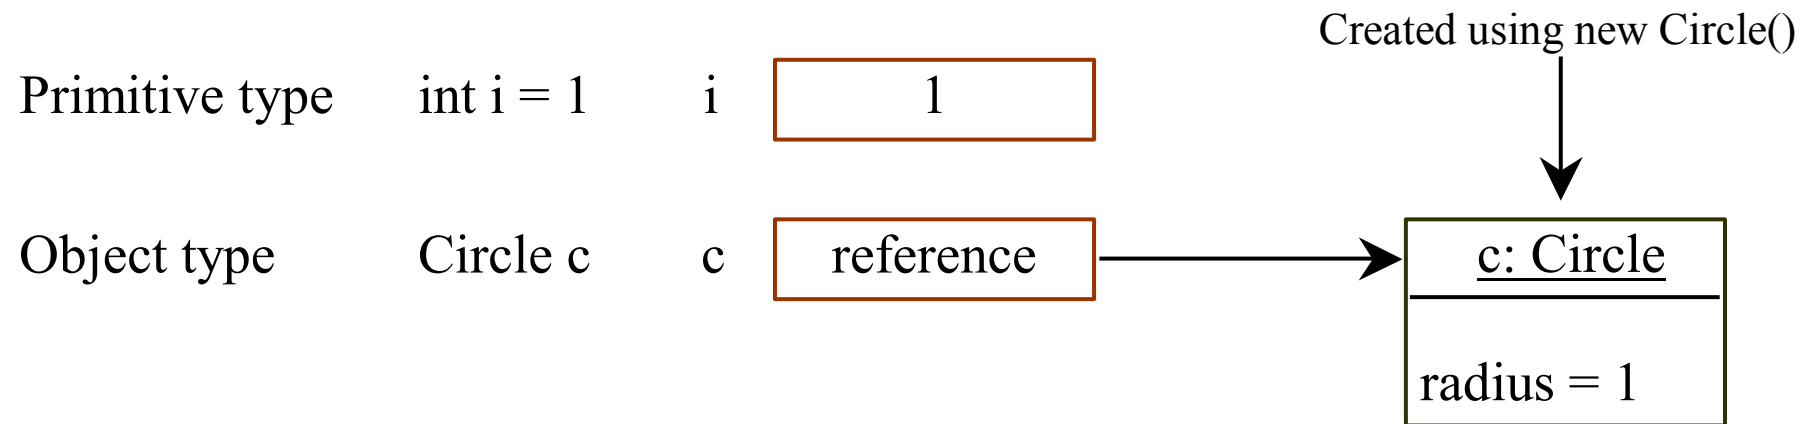 Created using new Circle()
Primitive type int i = 1 i 1
Object type Circle c c reference c: Circle
radius = 1